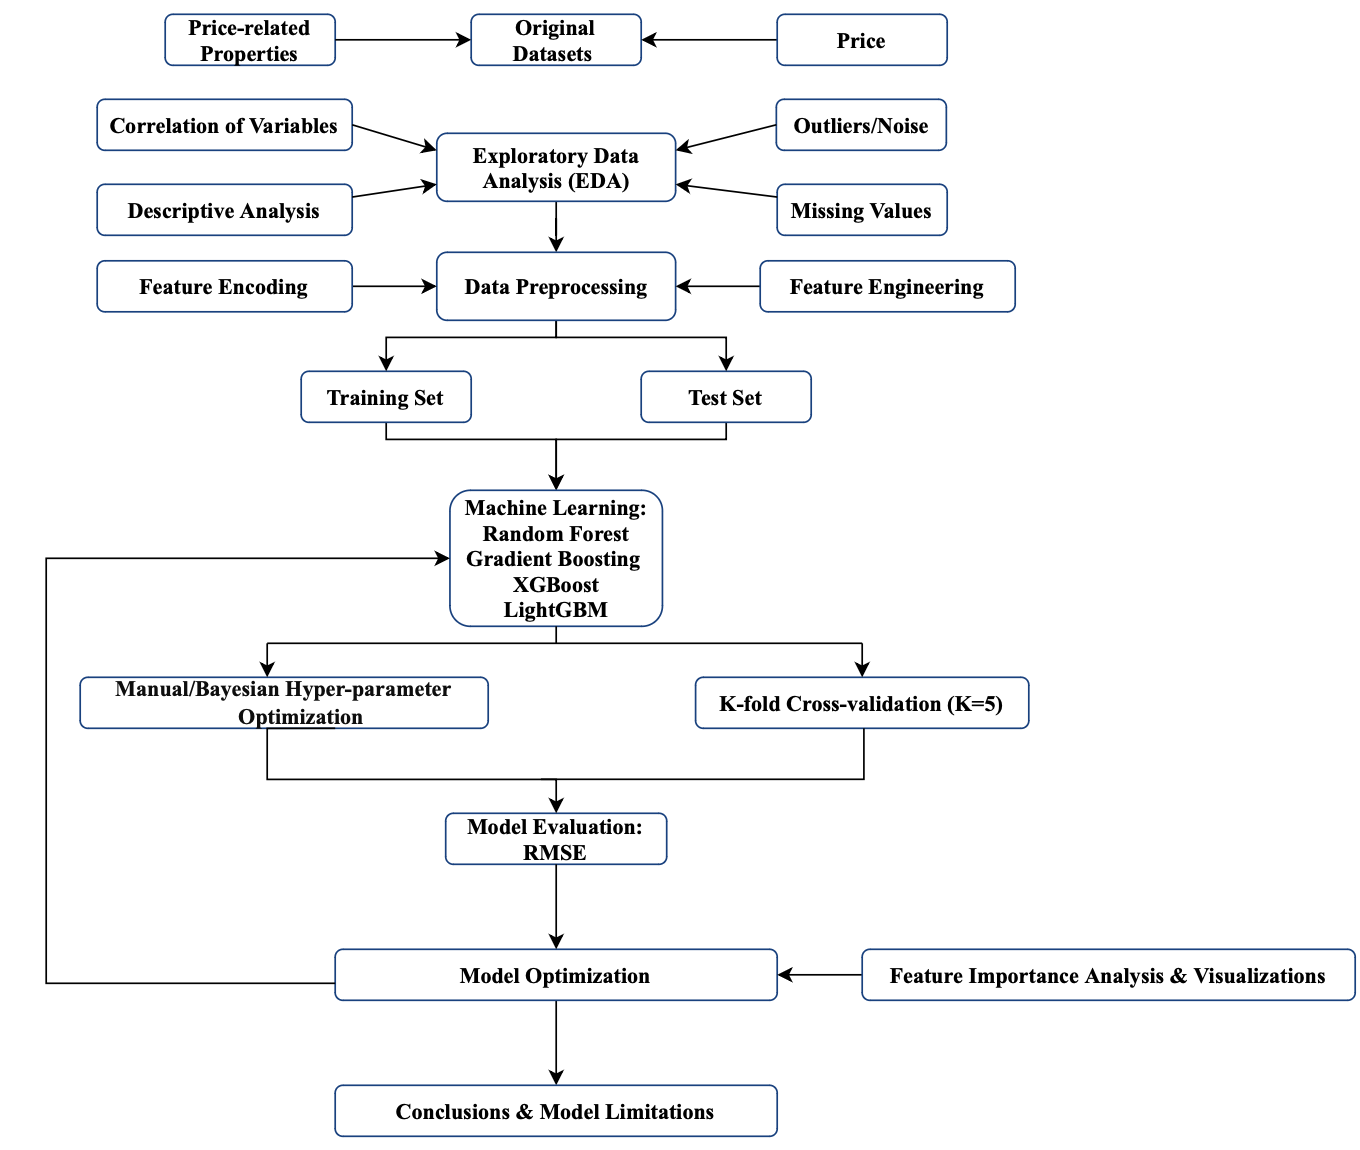 Price-related
Properties
Original
Datasets
Price
Correlation of Variables
Outliers/Noise
Exploratory Data
Analysis (EDA)
Descriptive Analysis
Missing Values
Feature Encoding
Data Preprocessing
Feature Engineering
Training Set
Test Set
Machine Learning:
Random Forest
Gradient Boosting
XGBoost
LightGBM
Manual/Bayesian Hyper-parameter
Optimization
K-fold Cross-validation (K=5)
Model Evaluation:
RMSE
Model Optimization
Feature Importance Analysis & Visualizations
Conclusions & Model Limitations